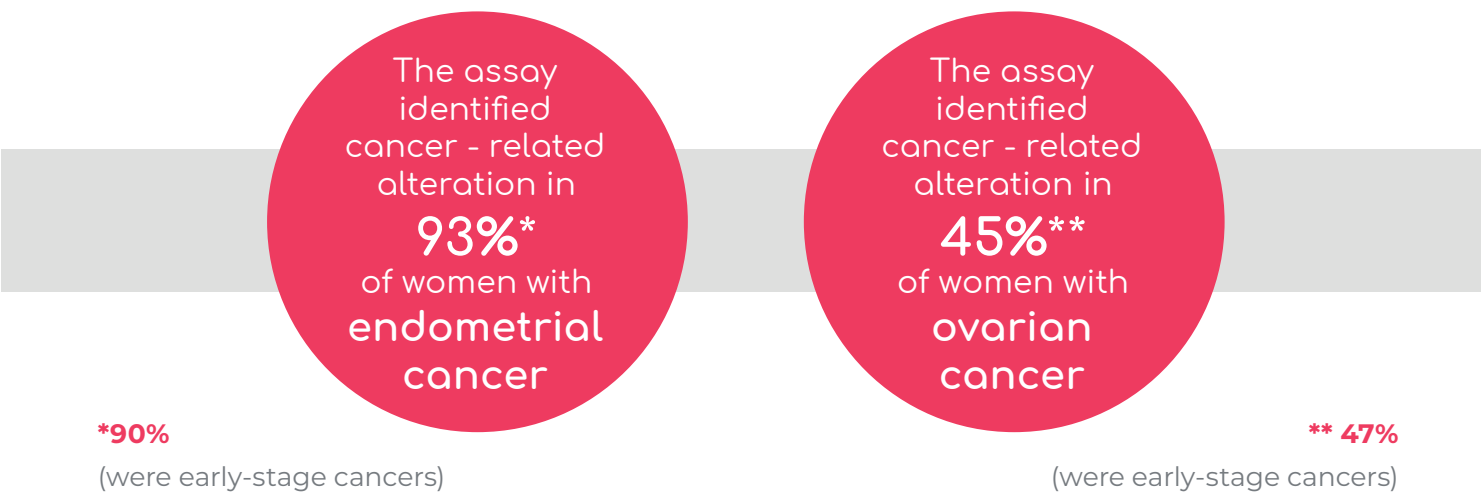 The assay
identified
cancer - related
alteration in
93%*
of women with
endometrial
cancer
The assay
identified
cancer - related
alteration in
45%**
of women with
ovarian
cancer
*90%
(were early-stage cancers)
** 47%
(were early-stage cancers)